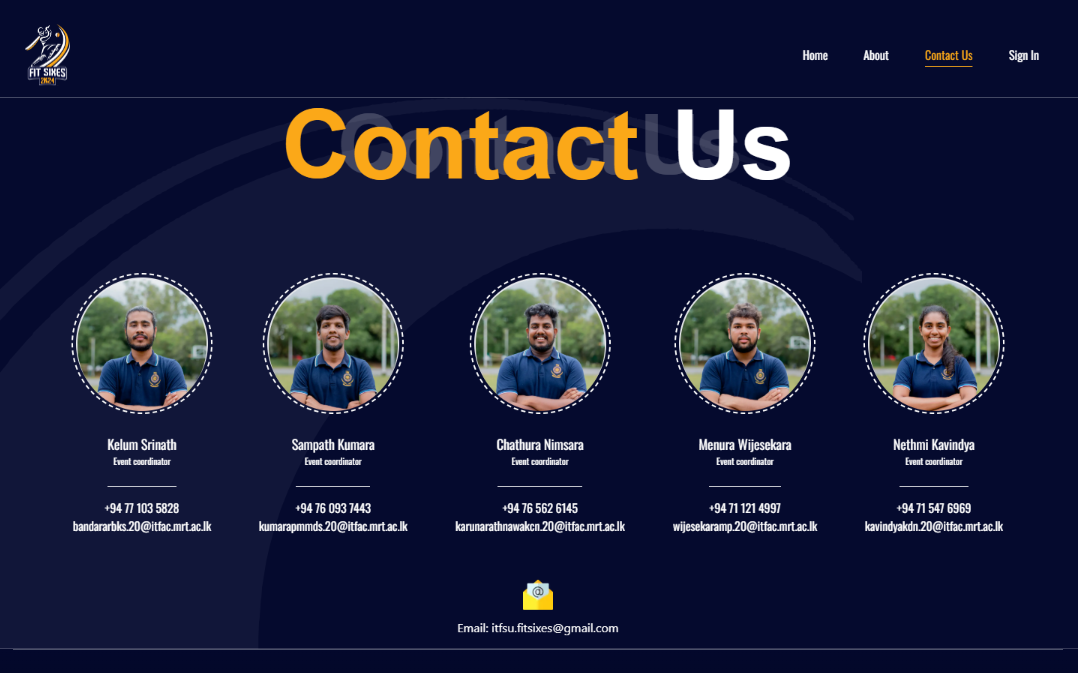 FIT SIXES
2K24
Home
About
Contact Us
Sign In
Contact Us
Contact Us
Kelum Srinath
Event coordinator
+94 77 103 5828
bandararbks.20@itfac.mrt.ac.lk
Sampath Kumara
Event coordinator
+94 76 093 7443
kumarapmmds.20@itfac.mrt.ac.lk
Chathura Nimsara
Event coordinator
+94 76 562 6145
karunarathnawakcn.20@itfac.mrt.ac.lk
Menura Wijesekara
Event coordinator
+94 71 121 4997
wijesekaramp.20@itfac.mrt.ac.lk
Nethmi Kavindya
Event coordinator
+94 71 547 6969
kavindyakdn.20@itfac.mrt.ac.lk
@
Email: itfsu.fitsixes@gmail.com